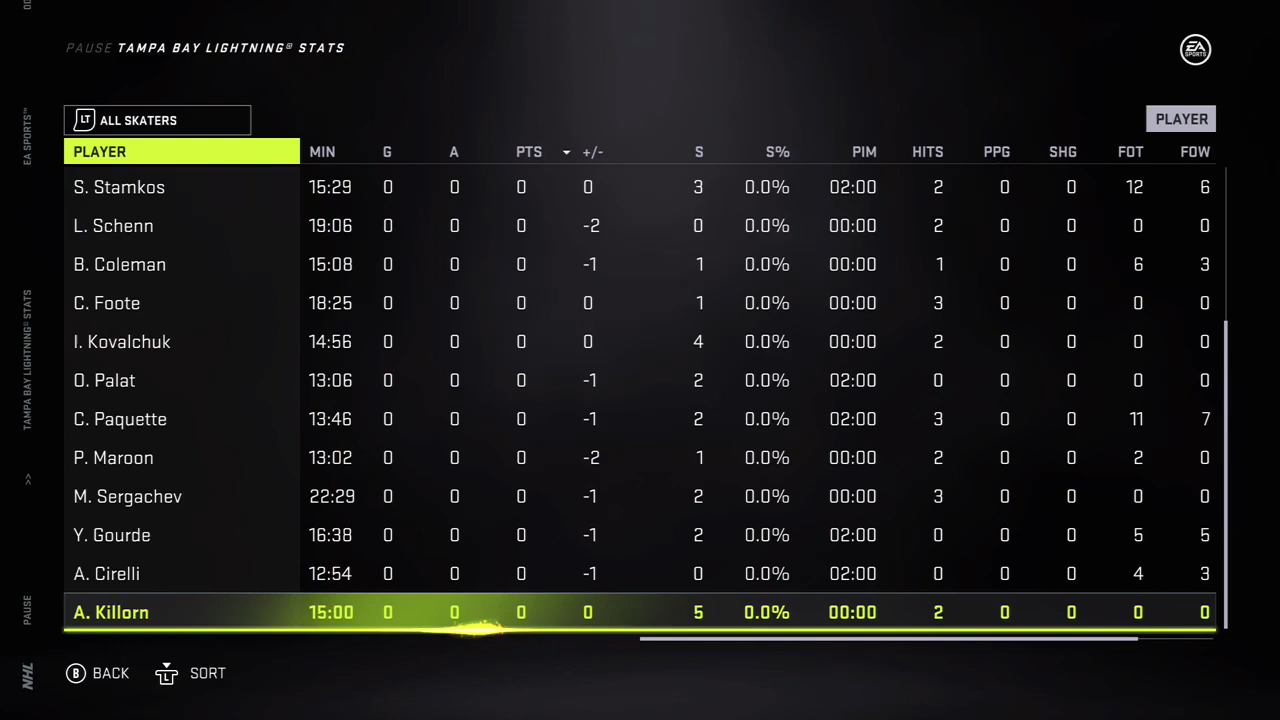 PAUSE TAMPA BAY LIGHTNING® STATS
EA SPORTS
LT ALL SKATERS
PLAYER
PLAYER MIN G A PTS +/- S S% PIM HITS PPG SHG FOT FOW
S. Stamkos 15:29 0 0 0 0 3 0.0% 02:00 2 0 0 12 6
L. Schenn 19:06 0 0 0 -2 0 0.0% 00:00 2 0 0 0 0
B. Coleman 15:08 0 0 0 -1 1 0.0% 00:00 1 0 0 6 3
C. Foote 18:25 0 0 0 0 1 0.0% 00:00 3 0 0 0 0
I. Kovalchuk 14:56 0 0 0 0 4 0.0% 00:00 2 0 0 0 0
O. Palat 13:06 0 0 0 -1 2 0.0% 02:00 0 0 0 0 0
C. Paquette 13:46 0 0 0 -1 2 0.0% 02:00 3 0 0 11 7
P. Maroon 13:02 0 0 0 -2 1 0.0% 00:00 2 0 0 2 0
M. Sergachev 22:29 0 0 0 -1 2 0.0% 00:00 3 0 0 0 0
Y. Gourde 16:38 0 0 0 -1 2 0.0% 02:00 0 0 0 5 5
A. Cirelli 12:54 0 0 0 -1 0 0.0% 02:00 0 0 0 4 3
A. Killorn 15:00 0 0 0 0 5 0.0% 00:00 2 0 0 0 0
B BACK L SORT
NHL
PAUSE
>>
TAMPA BAY LIGHTNING® STATS
EA SPORTS™